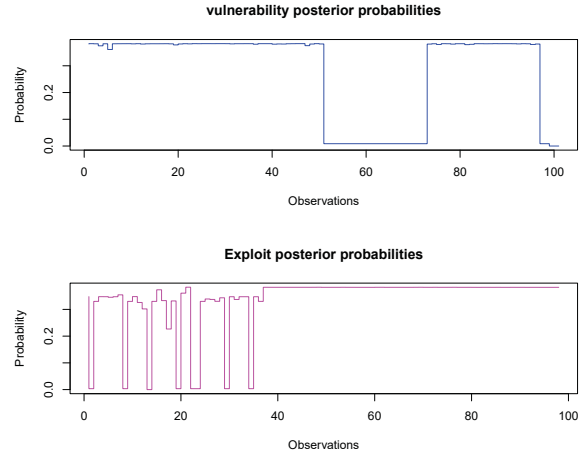 vulnerability posterior probabilities
Probability
0.2
0.0
0 20 40 60 80 100
Observations
Exploit posterior probabilities
Probability
0.2
0.0
0 20 40 60 80 100
Observations